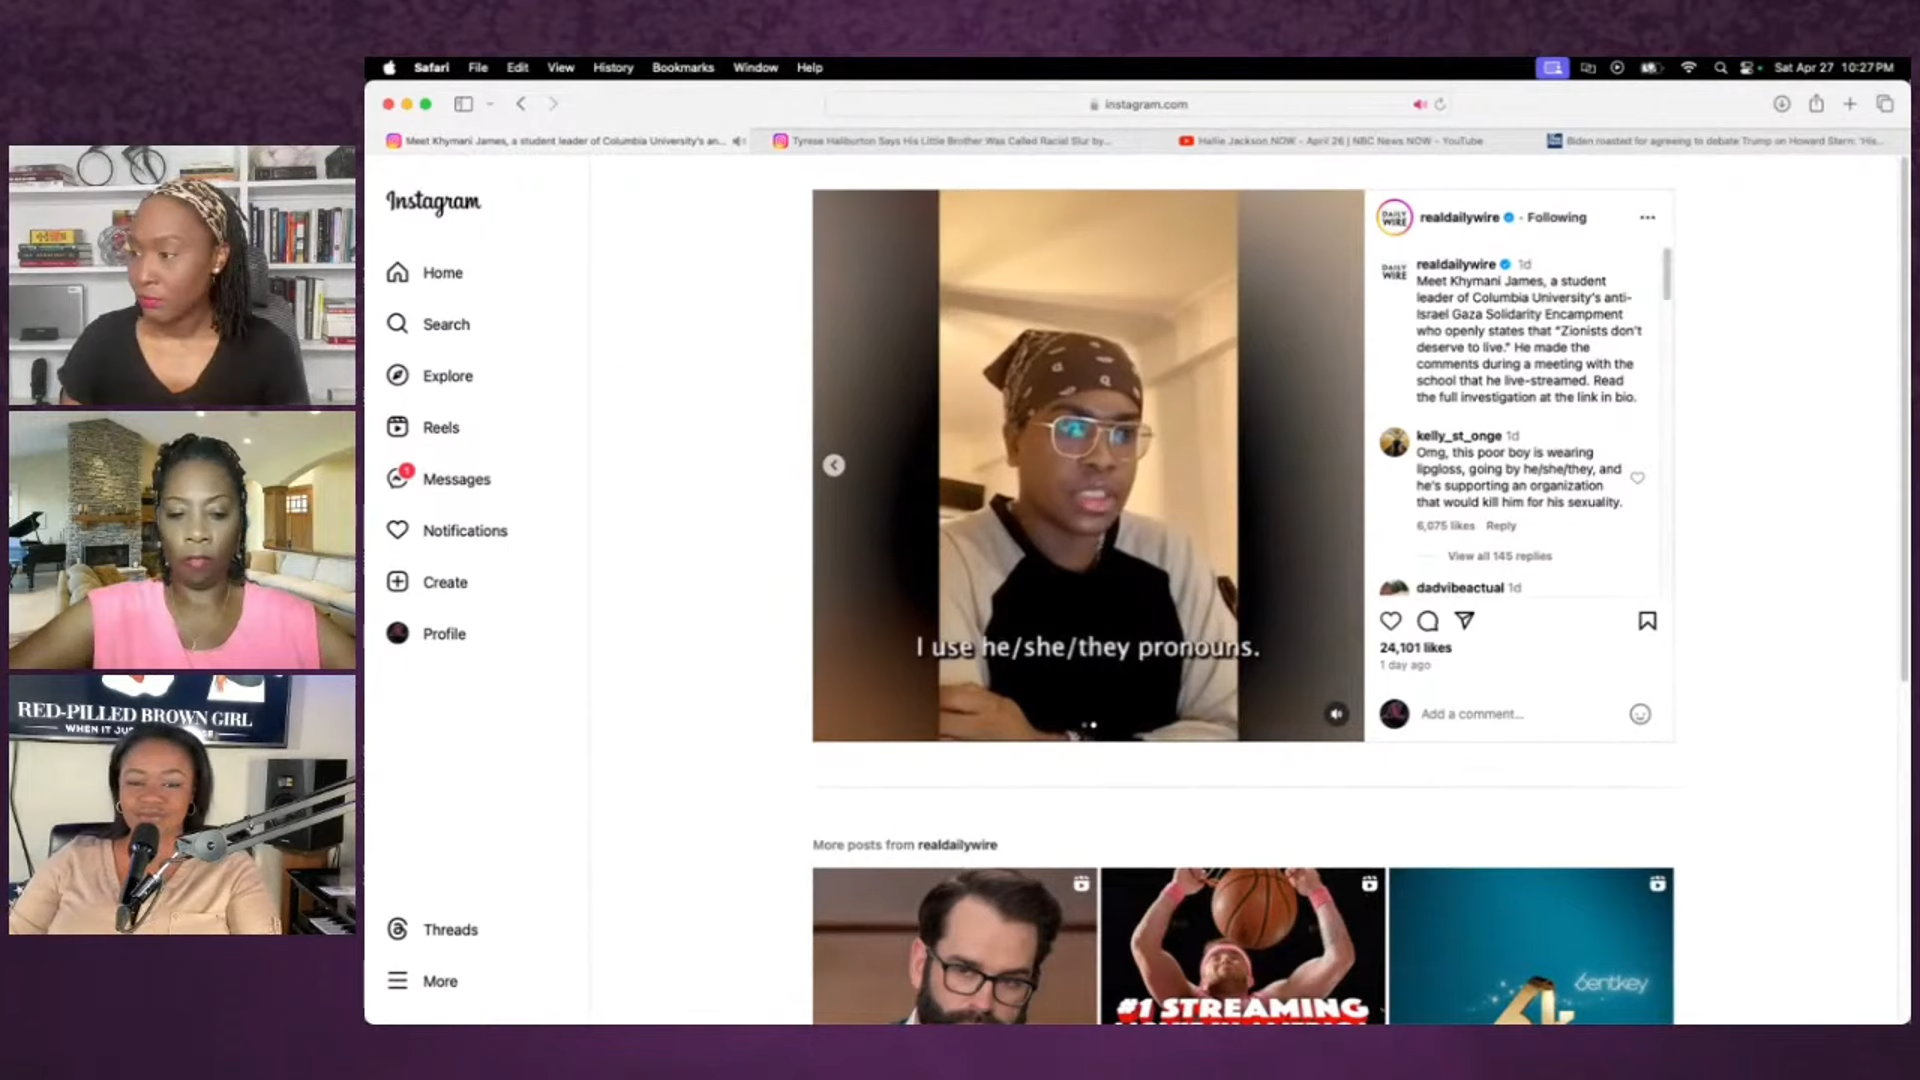 Safari File Edit View History Bookmarks Window Help
Sat Apr 27 10:27 PM
instagram.com
Meet Khymani James, a student leader of Columbia University's an...
Tyrese Haliburton Says His Little Brother Was Called Racial Slur by...
Hallie Jackson NOW - April 26 | NBC News NOW - YouTube
Biden roasted for agreeing to debate Trump on Howard Stern: 'His...
Instagram
Home
Search
Explore
Reels
1
Messages
Notifications
Create
Profile
Threads
More
I use he/she/they pronouns.
DAILY WIRE
realdailywire • Following
DAILY WIRE
realdailywire 1d
Meet Khymani James, a student
leader of Columbia University's anti-
Israel Gaza Solidarity Encampment
who openly states that “Zionists don't
deserve to live.” He made the
comments during a meeting with the
school that he live-streamed. Read
the full investigation at the link in bio.
kelly_st_onge 1d
Omg, this poor boy is wearing
lipgloss, going by he/she/they, and
he's supporting an organization
that would kill him for his sexuality.
6,075 likes Reply
View all 145 replies
dadvibeactual 1d
24,101 likes
1 day ago
Add a comment...
More posts from realdailywire
#1 STREAMING
bentkey
RED-PILLED BROWN GIRL
WHEN IT